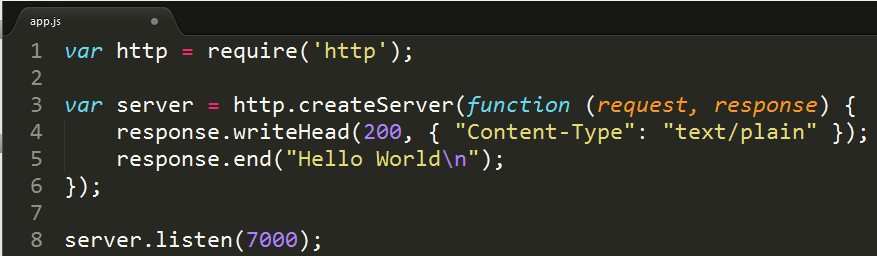 app.js
1 var http = require('http');
2
3 var server = http.createServer(function (request, response) {
4     response.writeHead(200, { "Content-Type": "text/plain" });
5     response.end("Hello World\n");
6 });
7
8 server.listen(7000);